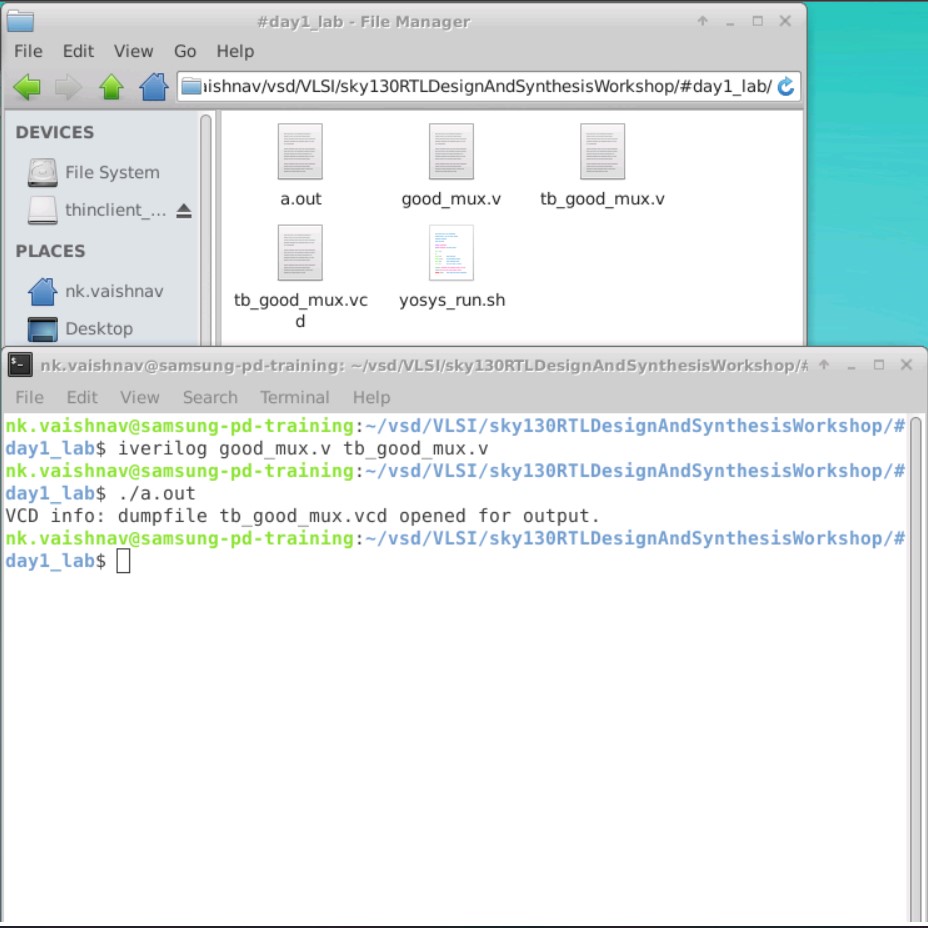 #day1_lab - File Manager
File Edit View Go Help
aishnav/vsd/VLSI/sky130RTLDesignAndSynthesisWorkshop/#day1_lab/
DEVICES
File System
thinclient_...
PLACES
nk.vaishnav
Desktop
a.out
good_mux.v
tb_good_mux.v
tb_good_mux.vc
d
yosys_run.sh
nk.vaishnav@samsung-pd-training: ~/vsd/VLSI/sky130RTLDesignAndSynthesisWorkshop/#
File Edit View Search Terminal Help
nk.vaishnav@samsung-pd-training:~/vsd/VLSI/sky130RTLDesignAndSynthesisWorkshop/#
day1_lab$ iverilog good_mux.v tb_good_mux.v
nk.vaishnav@samsung-pd-training:~/vsd/VLSI/sky130RTLDesignAndSynthesisWorkshop/#
day1_lab$ ./a.out
VCD info: dumpfile tb_good_mux.vcd opened for output.
nk.vaishnav@samsung-pd-training:~/vsd/VLSI/sky130RTLDesignAndSynthesisWorkshop/#
day1_lab$